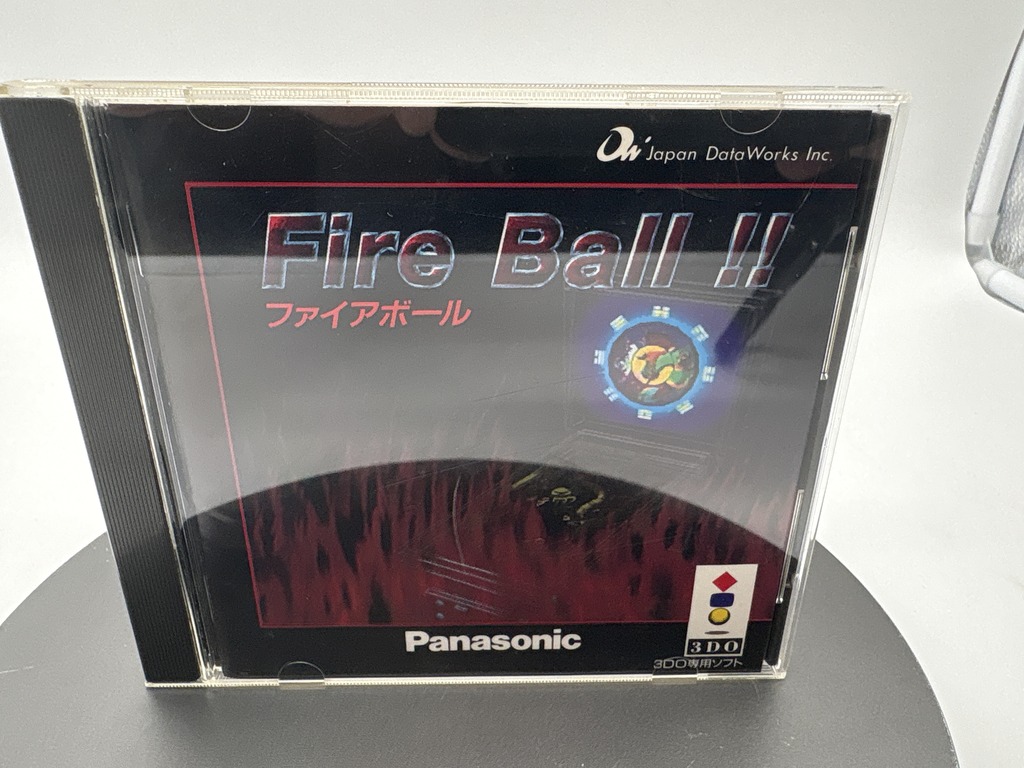 Japan DataWorks Inc.
Fire Ball !!
ファイアボール
Panasonic
3DO
3DO専用ソフト